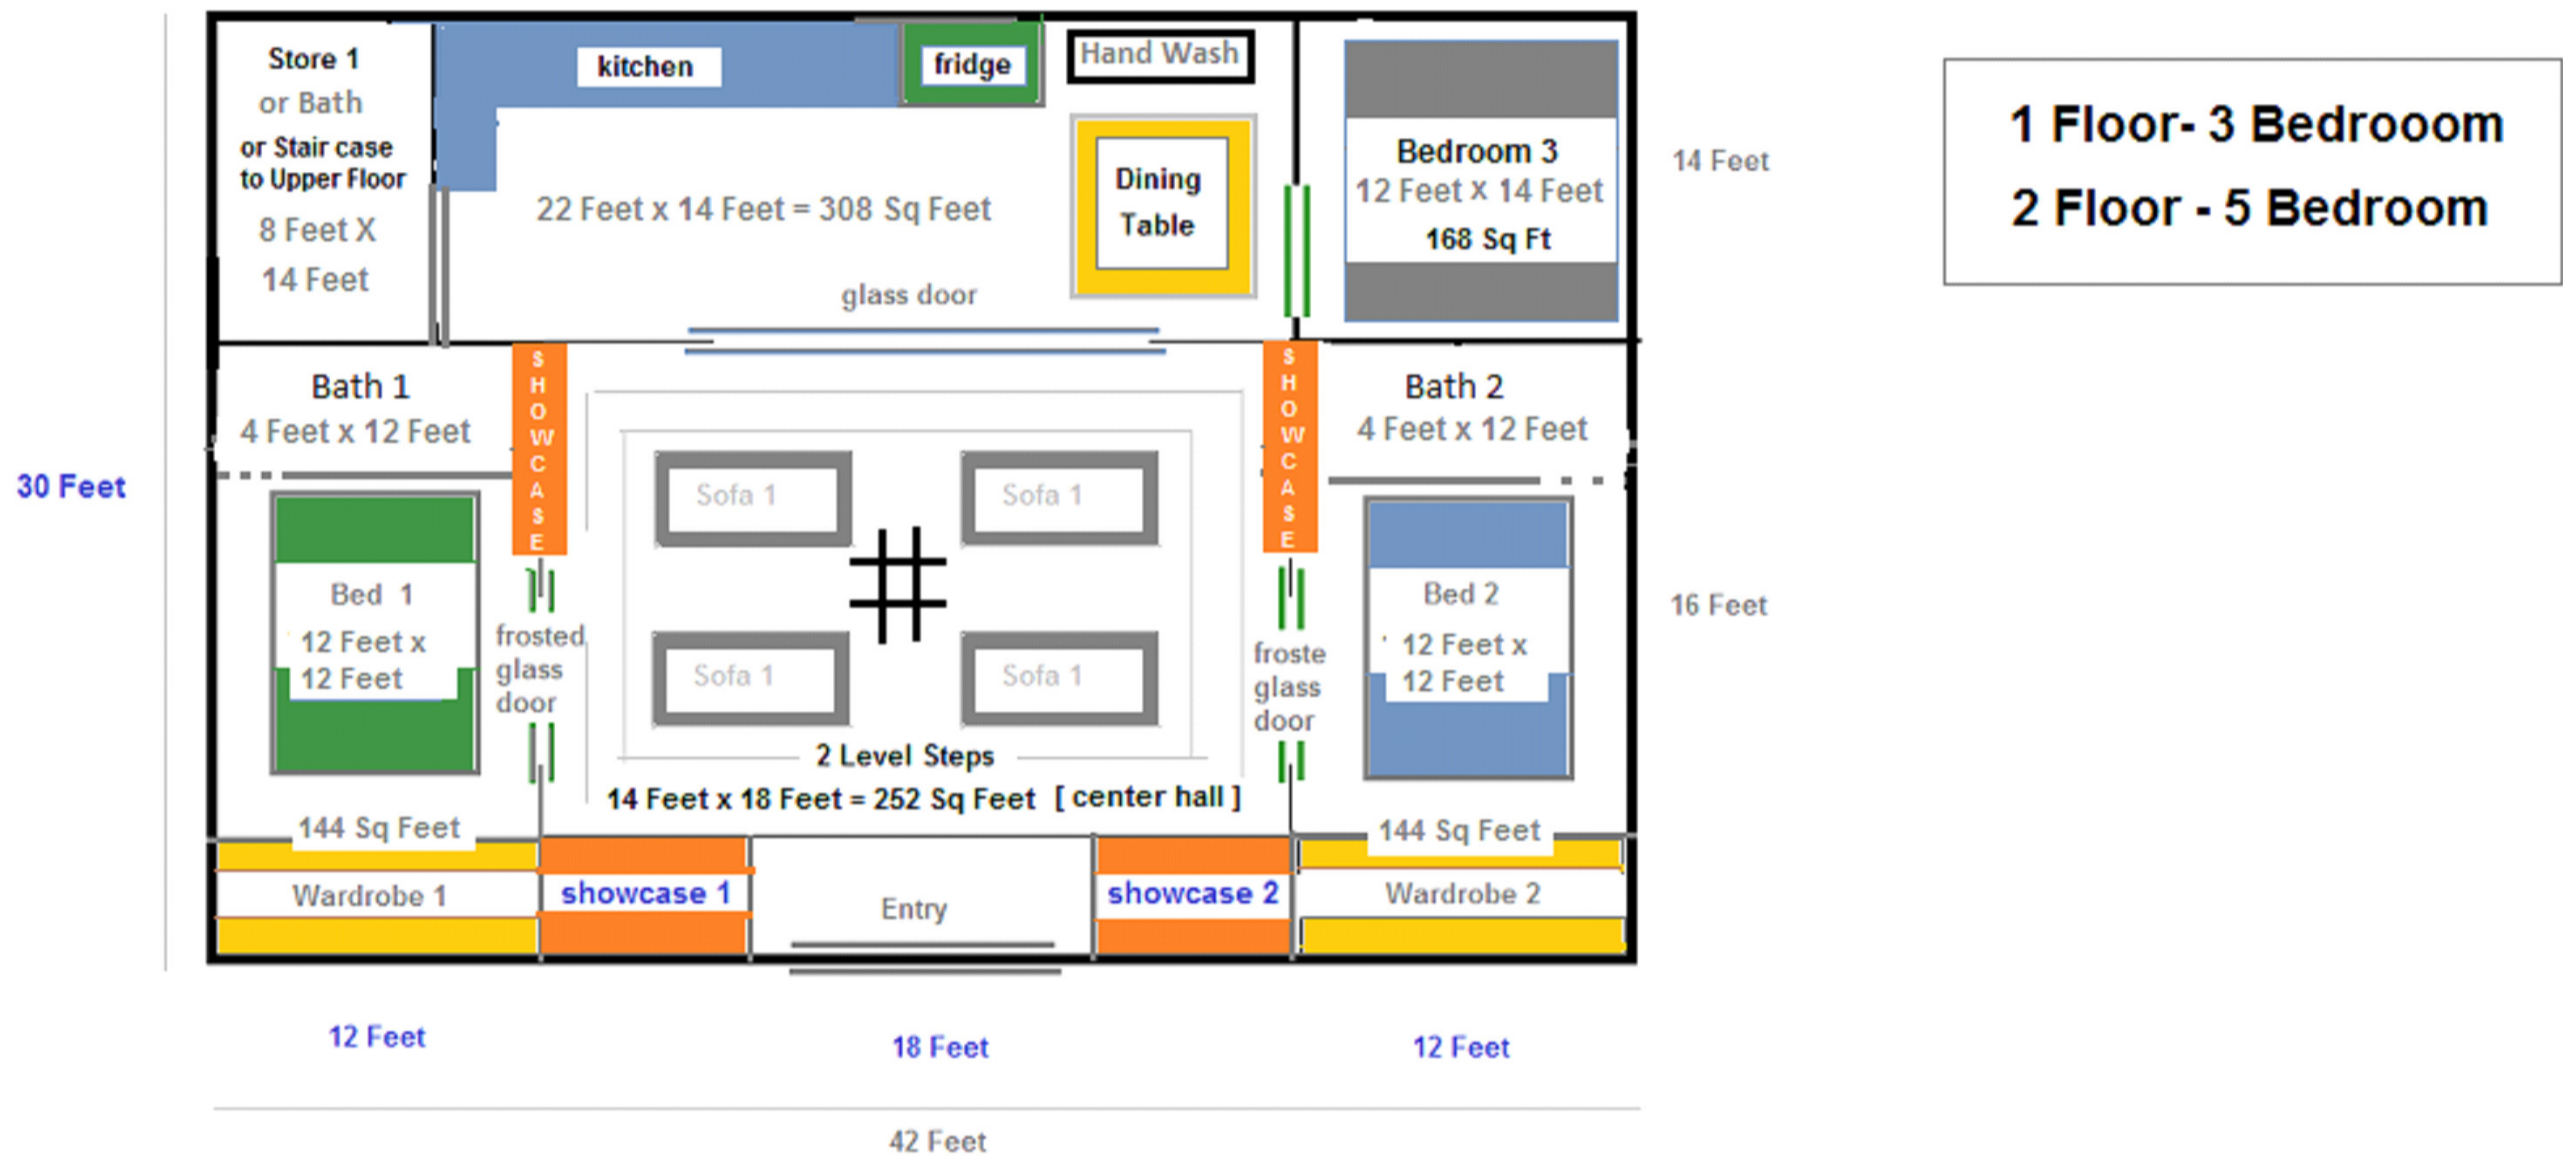 Store 1
or Bath
or Stair case
to Upper Floor
8 Feet X
14 Feet
kitchen
fridge
Hand Wash
22 Feet x 14 Feet = 308 Sq Feet
Dining
Table
glass door
Bedroom 3
12 Feet X 14 Feet
168 Sq Ft
14 Feet
1 Floor- 3 Bedrooom
2 Floor - 5 Bedroom
Bath 1
4 Feet x 12 Feet
SHOWCASE
SHOWCASE
Bath 2
4 Feet x 12 Feet
30 Feet
Sofa 1
Sofa 1
Bed 1
12 Feet x
12 Feet
frosted
glass
door
Sofa 1
Sofa 1
froste
glass
door
Bed 2
12 Feet x
12 Feet
16 Feet
2 Level Steps
14 Feet x 18 Feet = 252 Sq Feet [ center hall ]
144 Sq Feet
144 Sq Feet
Wardrobe 1
showcase 1
Entry
showcase 2
Wardrobe 2
12 Feet
18 Feet
12 Feet
42 Feet